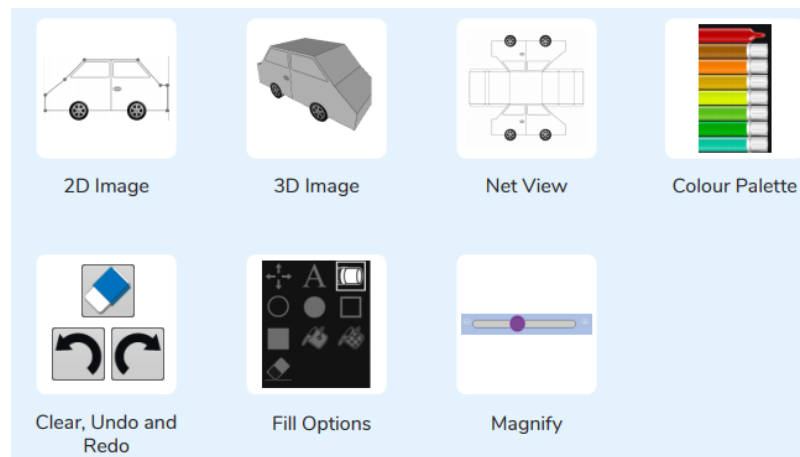 2D Image
3D Image
Net View
Colour Palette
A
Clear, Undo and
Redo
Fill Options
Magnify